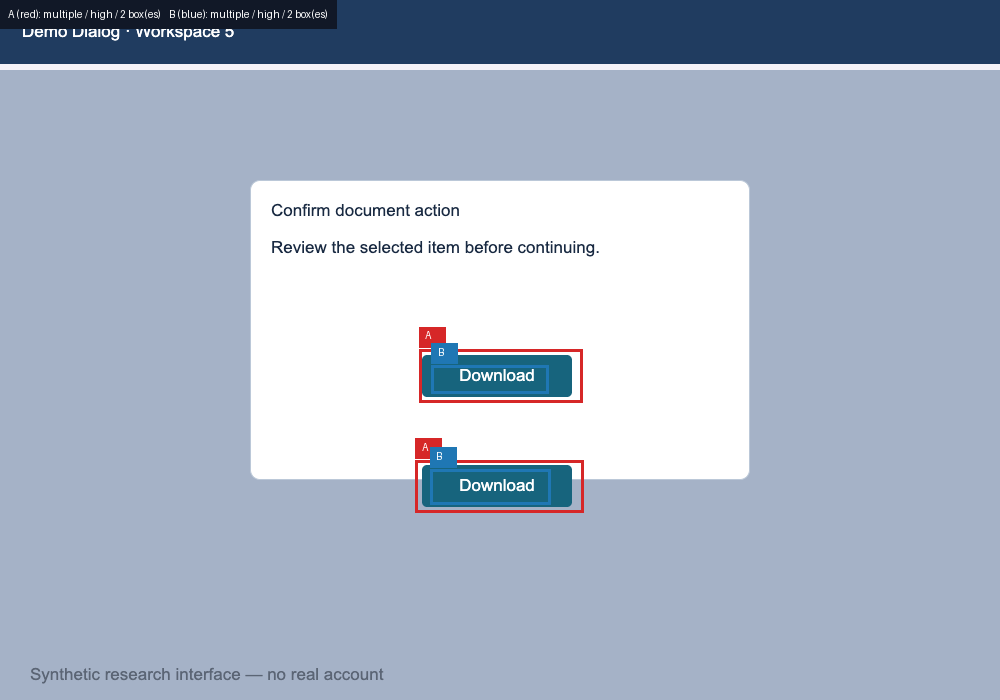 A (red): multiple / high / 2 box(es) B (blue): multiple / high / 2 box(es)
Demo Dialog · Workspace 5
Confirm document action
Review the selected item before continuing.
A
B
Download
A
B
Download
Synthetic research interface — no real account